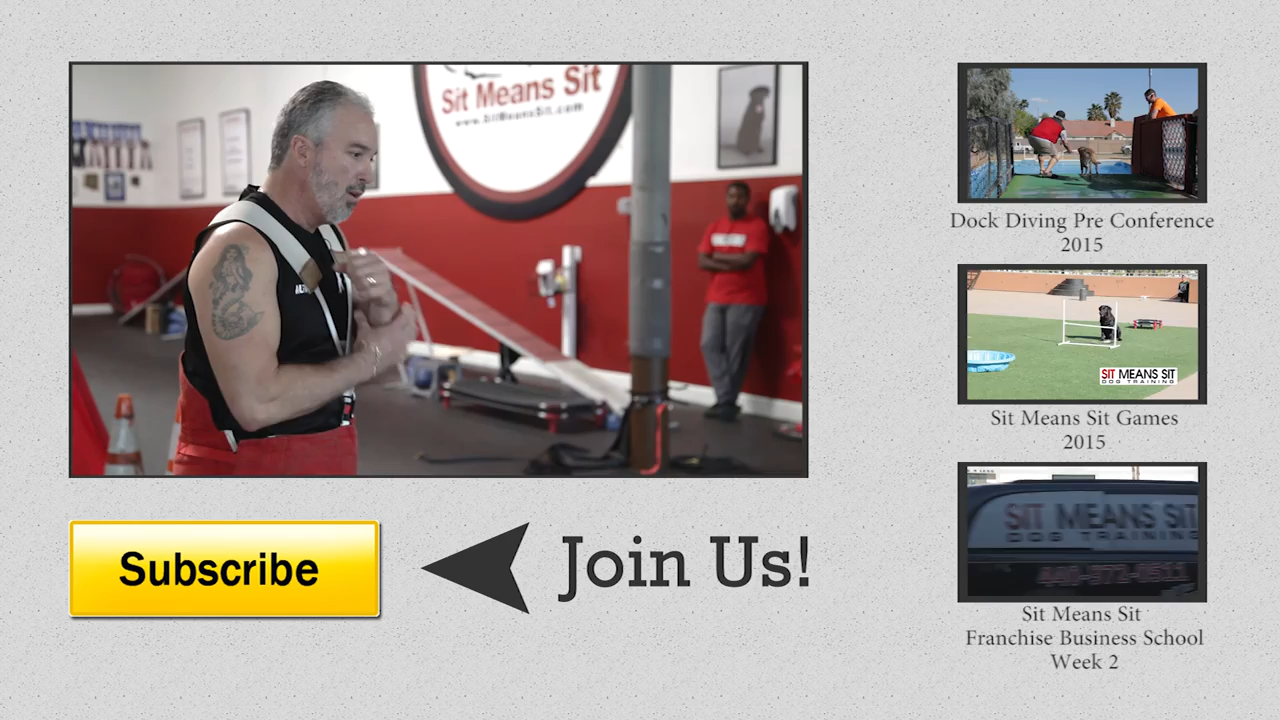 Sit Means Sit
www.SitMeansSit.com
Subscribe
Join Us!
Dock Diving Pre Conference
2015
SIT MEANS SIT
DOG TRAINING
Sit Means Sit Games
2015
SIT MEANS SIT
DOG TRAINING
Sit Means Sit
Franchise Business School
Week 2